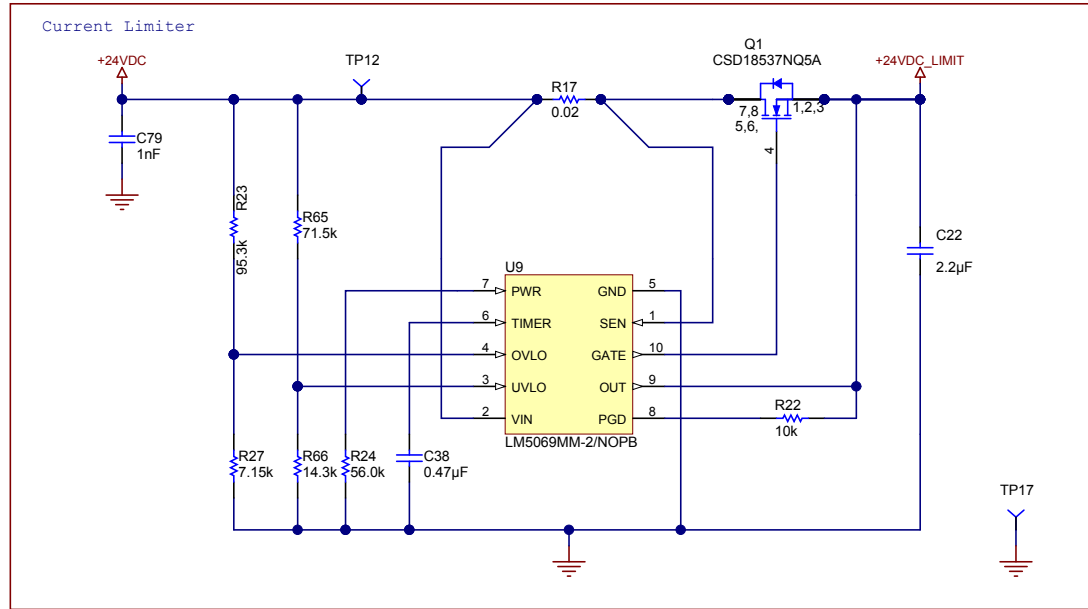 Current Limiter
+24VDC
TP12
Q1
CSD18537NQ5A
+24VDC_LIMIT
R17
0.02
7,8
5,6,
1,2,3
4
C79
1nF
R23
95.3k
R65
71.5k
C22
2.2µF
U9
7 PWR GND 5
6 TIMER SEN 1
4 OVLO GATE 10
3 UVLO OUT 9
2 VIN PGD 8
LM5069MM-2/NOPB
R22
10k
R27
7.15k
R66
14.3k
R24
56.0k
C38
0.47µF
TP17